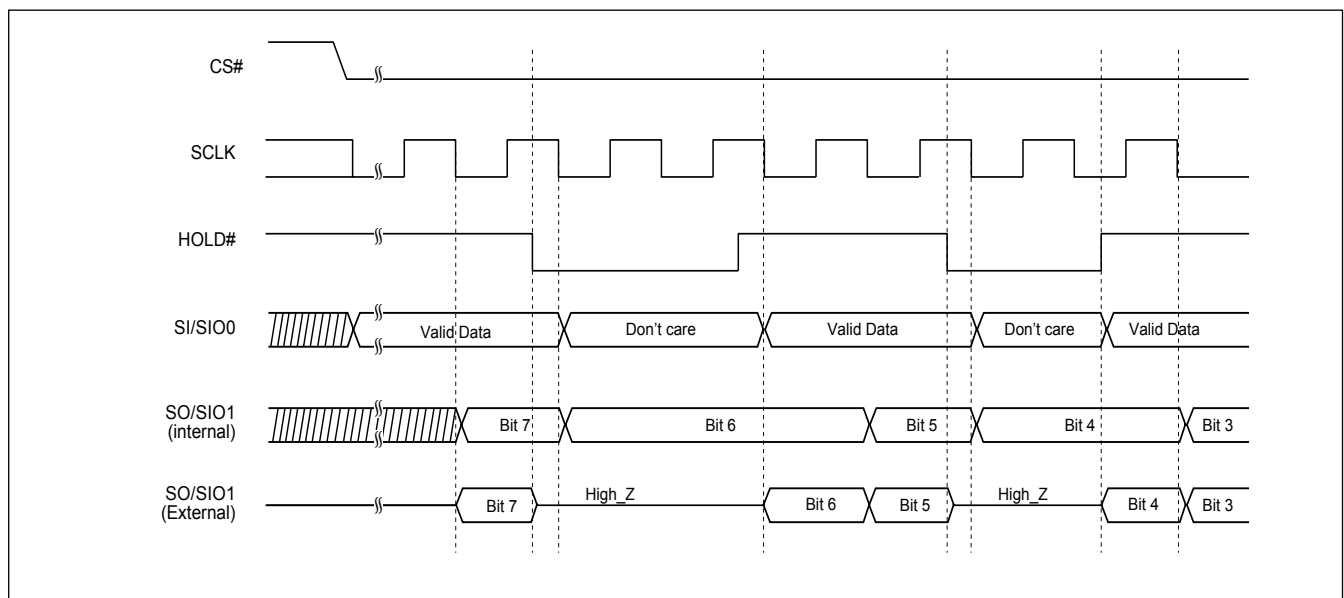 CS#
SCLK
HOLD#
SI/SIO0
Valid Data
Don’t care
Valid Data
Don’t care
Valid Data
SO/SIO1
(internal)
Bit 7
Bit 6
Bit 5
Bit 4
Bit 3
SO/SIO1
(External)
Bit 7
High_Z
Bit 6
Bit 5
High_Z
Bit 4
Bit 3